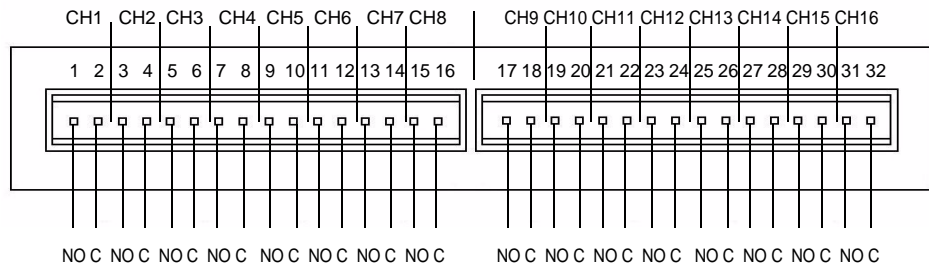 CH1 CH2 CH3 CH4 CH5 CH6 CH7 CH8 CH9 CH10 CH11 CH12 CH13 CH14 CH15 CH16
1 2 3 4 5 6 7 8 9 10 11 12 13 14 15 16 17 18 19 20 21 22 23 24 25 26 27 28 29 30 31 32
NO C NO C NO C NO C NO C NO C NO C NO C NO C NO C NO C NO C NO C NO C NO C NO C